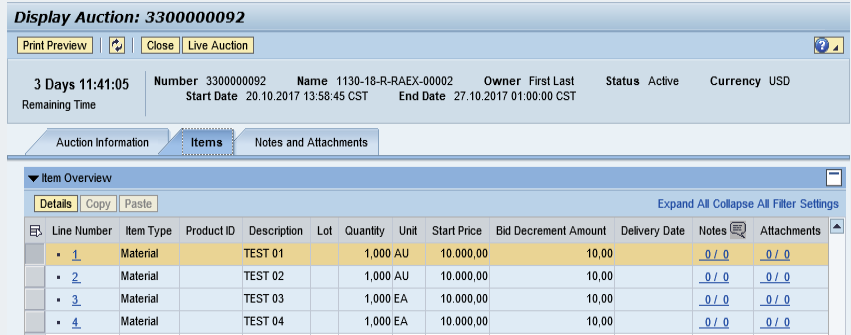 Display Auction: 3300000092
Print Preview Close Live Auction
3 Days 11:41:05 Number 3300000092 Name 1130-18-R-RAEX-00002 Owner First Last Status Active Currency USD
Remaining Time Start Date 20.10.2017 13:58:45 CST End Date 27.10.2017 01:00:00 CST
Auction Information Items Notes and Attachments
Item Overview
Details Copy Paste Expand All Collapse All Filter Settings
Line Number Item Type Product ID Description Lot Quantity Unit Start Price Bid Decrement Amount Delivery Date Notes Attachments
1 Material TEST 01 1,000 AU 10.000,00 10,00 0 / 0 0 / 0
2 Material TEST 02 1,000 AU 10.000,00 10,00 0 / 0 0 / 0
3 Material TEST 03 1,000 EA 10.000,00 10,00 0 / 0 0 / 0
4 Material TEST 04 1,000 EA 10.000,00 10,00 0 / 0 0 / 0